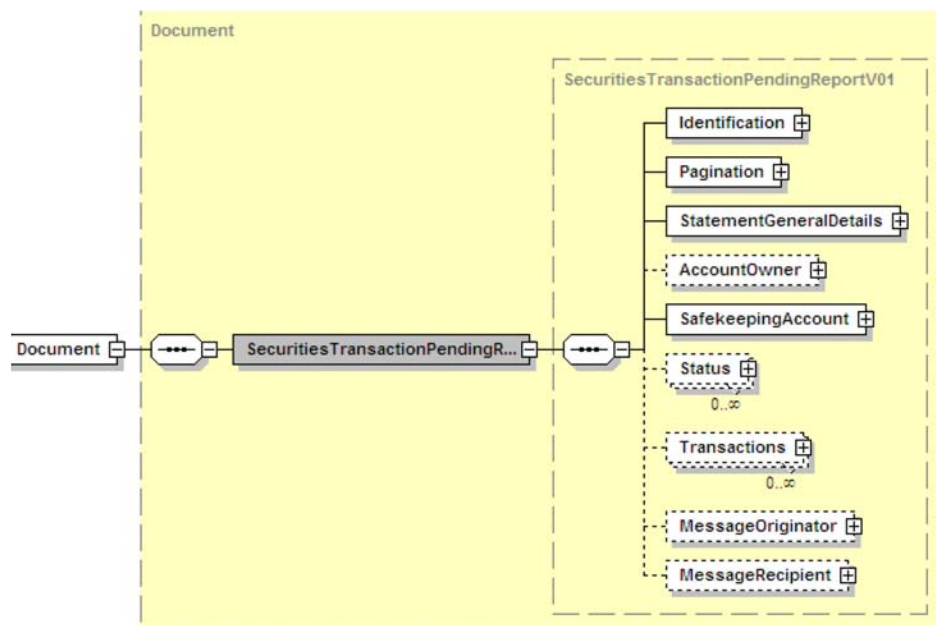 Document
SecuritiesTransactionPendingReportV01
Identification
Pagination
StatementGeneralDetails
AccountOwner
SafekeepingAccount
Document
SecuritiesTransactionPendingR...
Status
0..∞
Transactions
0..∞
MessageOriginator
MessageRecipient